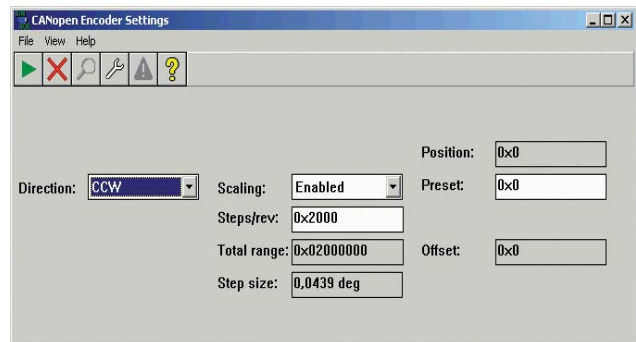 CANopen Encoder Settings
File View Help
Position: 0x0
Direction: CCW Scaling: Enabled Preset: 0x0
Steps/rev: 0x2000
Total range: 0x02000000 Offset: 0x0
Step size: 0,0439 deg